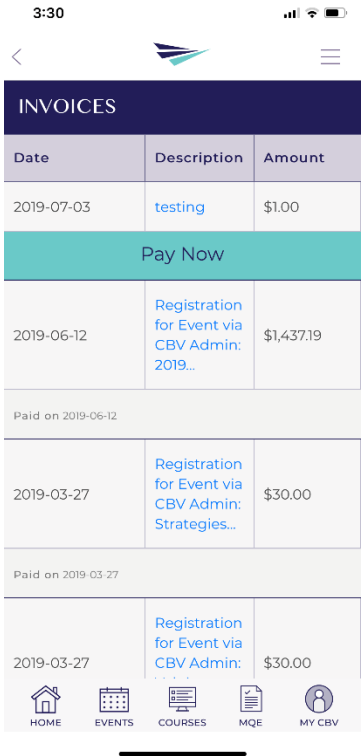 3:30
INVOICES
Date Description Amount
2019-07-03 testing $1.00
Pay Now
Registration
for Event via
2019-06-12 CBV Admin: $1,437.19
2019...
Paid on 2019-06-12
Registration
for Event via
2019-03-27 CBV Admin: $30.00
Strategies...
Paid on 2019-03-27
Registration
for Event via
2019-03-27 CBV Admin: $30.00
HOME EVENTS COURSES MQE MY CBV